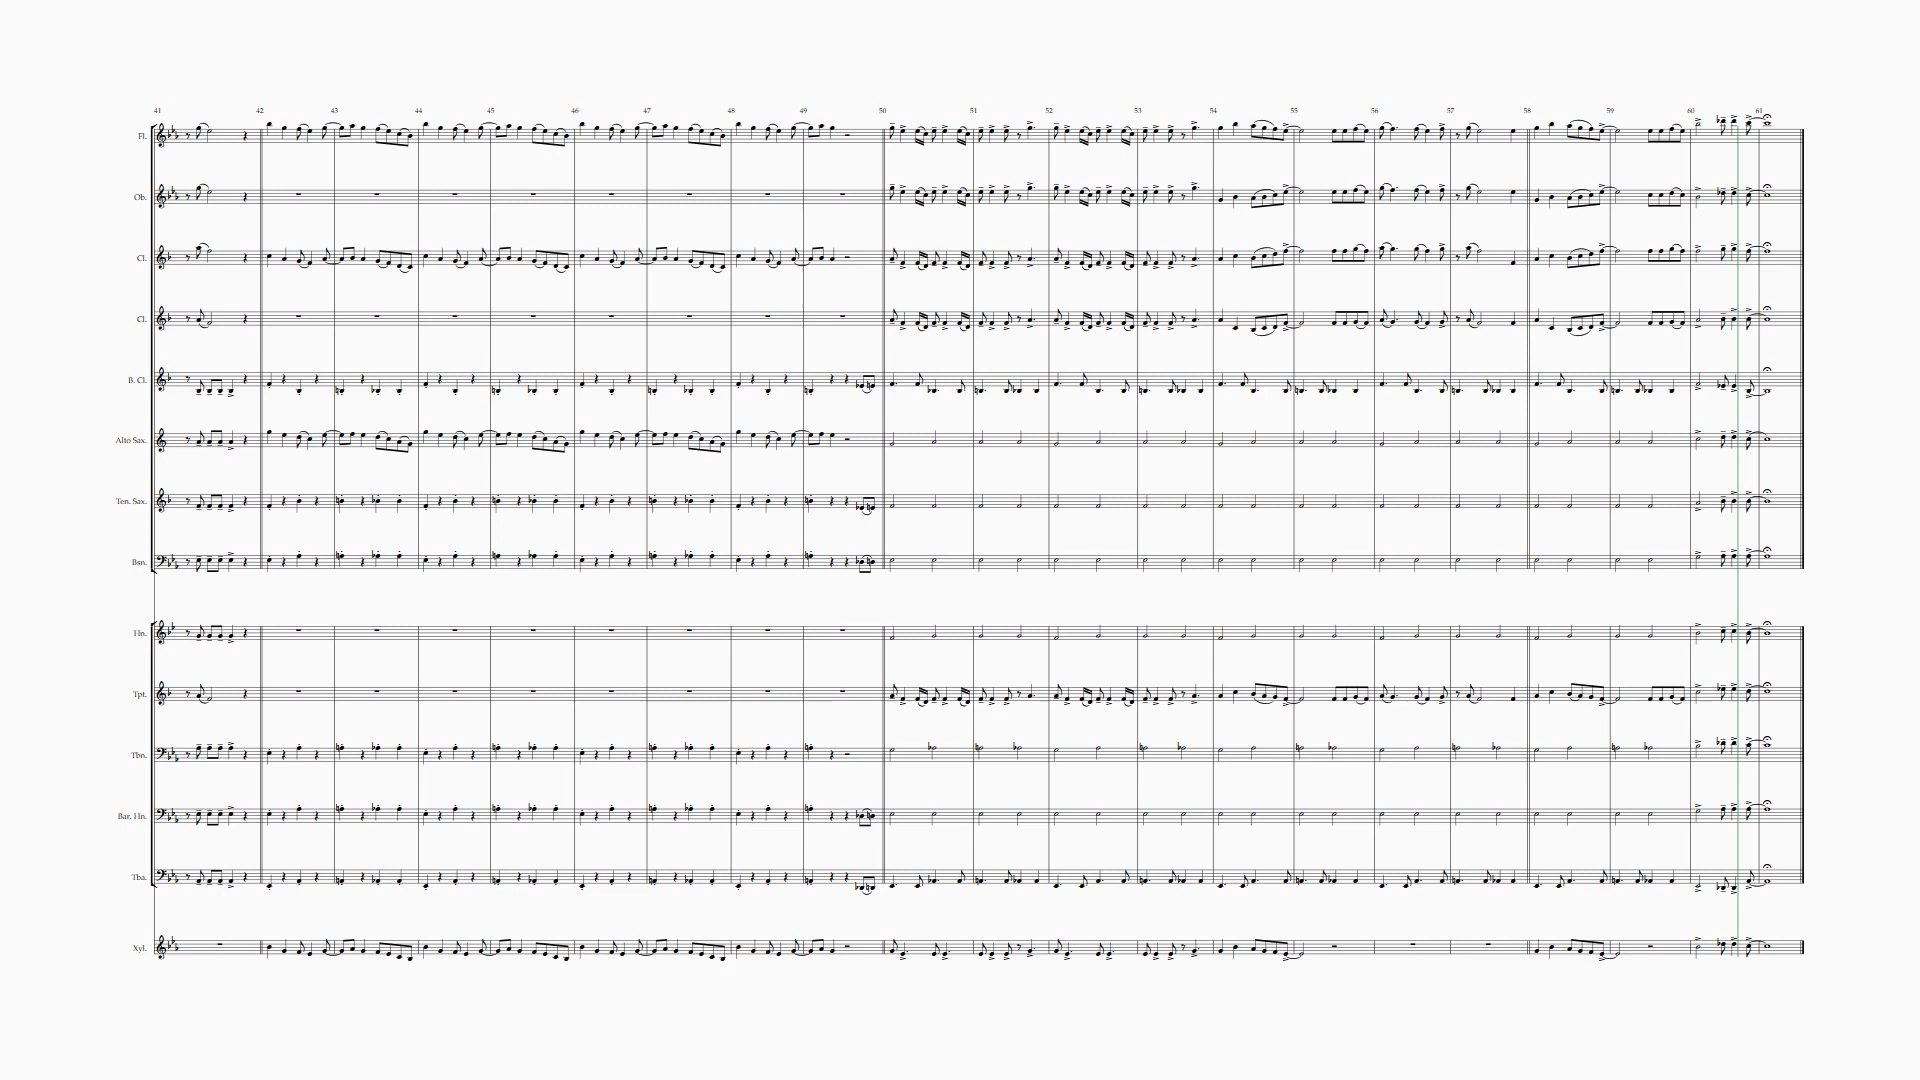 41 42 43 44 45 46 47 48 49 50 51 52 53 54 55 56 57 58 59 60 61
Fl.
Ob.
Cl.
Cl.
B. Cl.
Alto Sax.
Ten. Sax.
Bsn.
Hn.
Tpt.
Tbn.
Bar. Hn.
Tba.
Xyl.